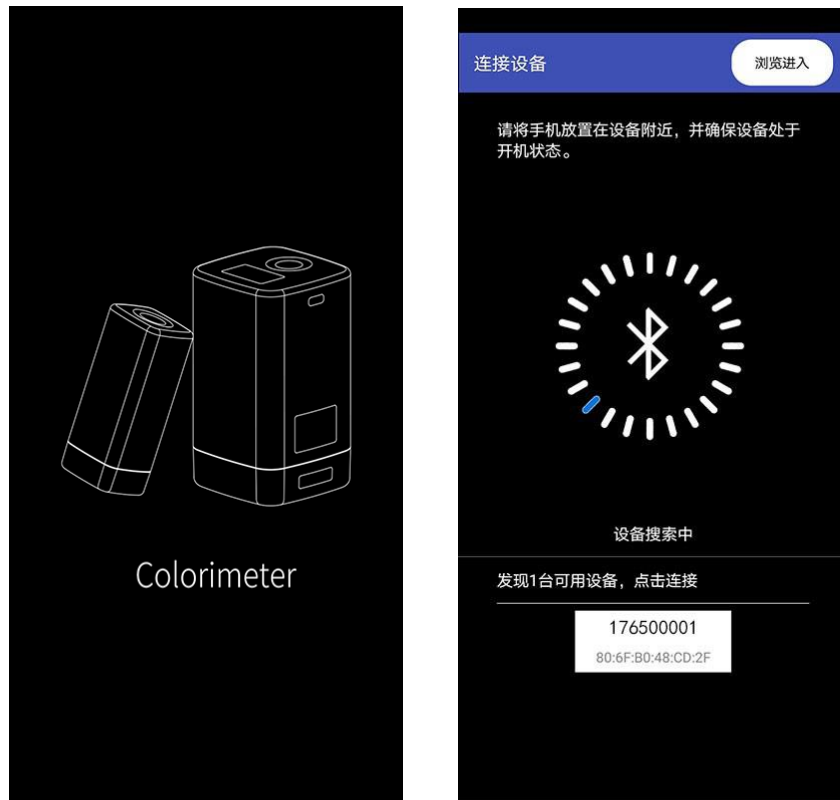 Colorimeter
连接设备
浏览进入
请将手机放置在设备附近，并确保设备处于
开机状态。
设备搜索中
发现1台可用设备，点击连接
176500001
80:6F:B0:48:CD:2F